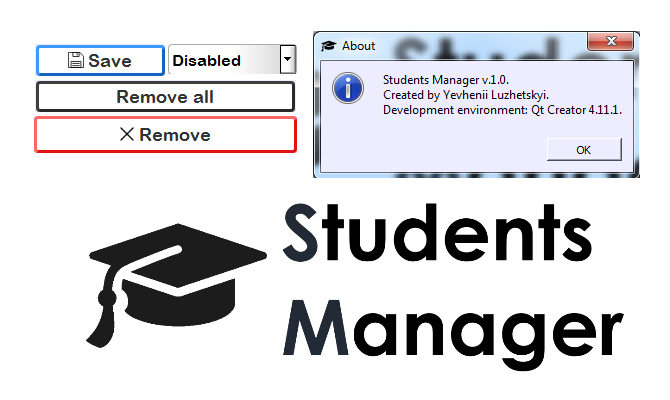 Save
Disabled
Remove all
Remove
About
Students Manager v.1.0.
Created by Yevhenii Luzhetskyi.
Development environment: Qt Creator 4.11.1.
OK
Students
Manager